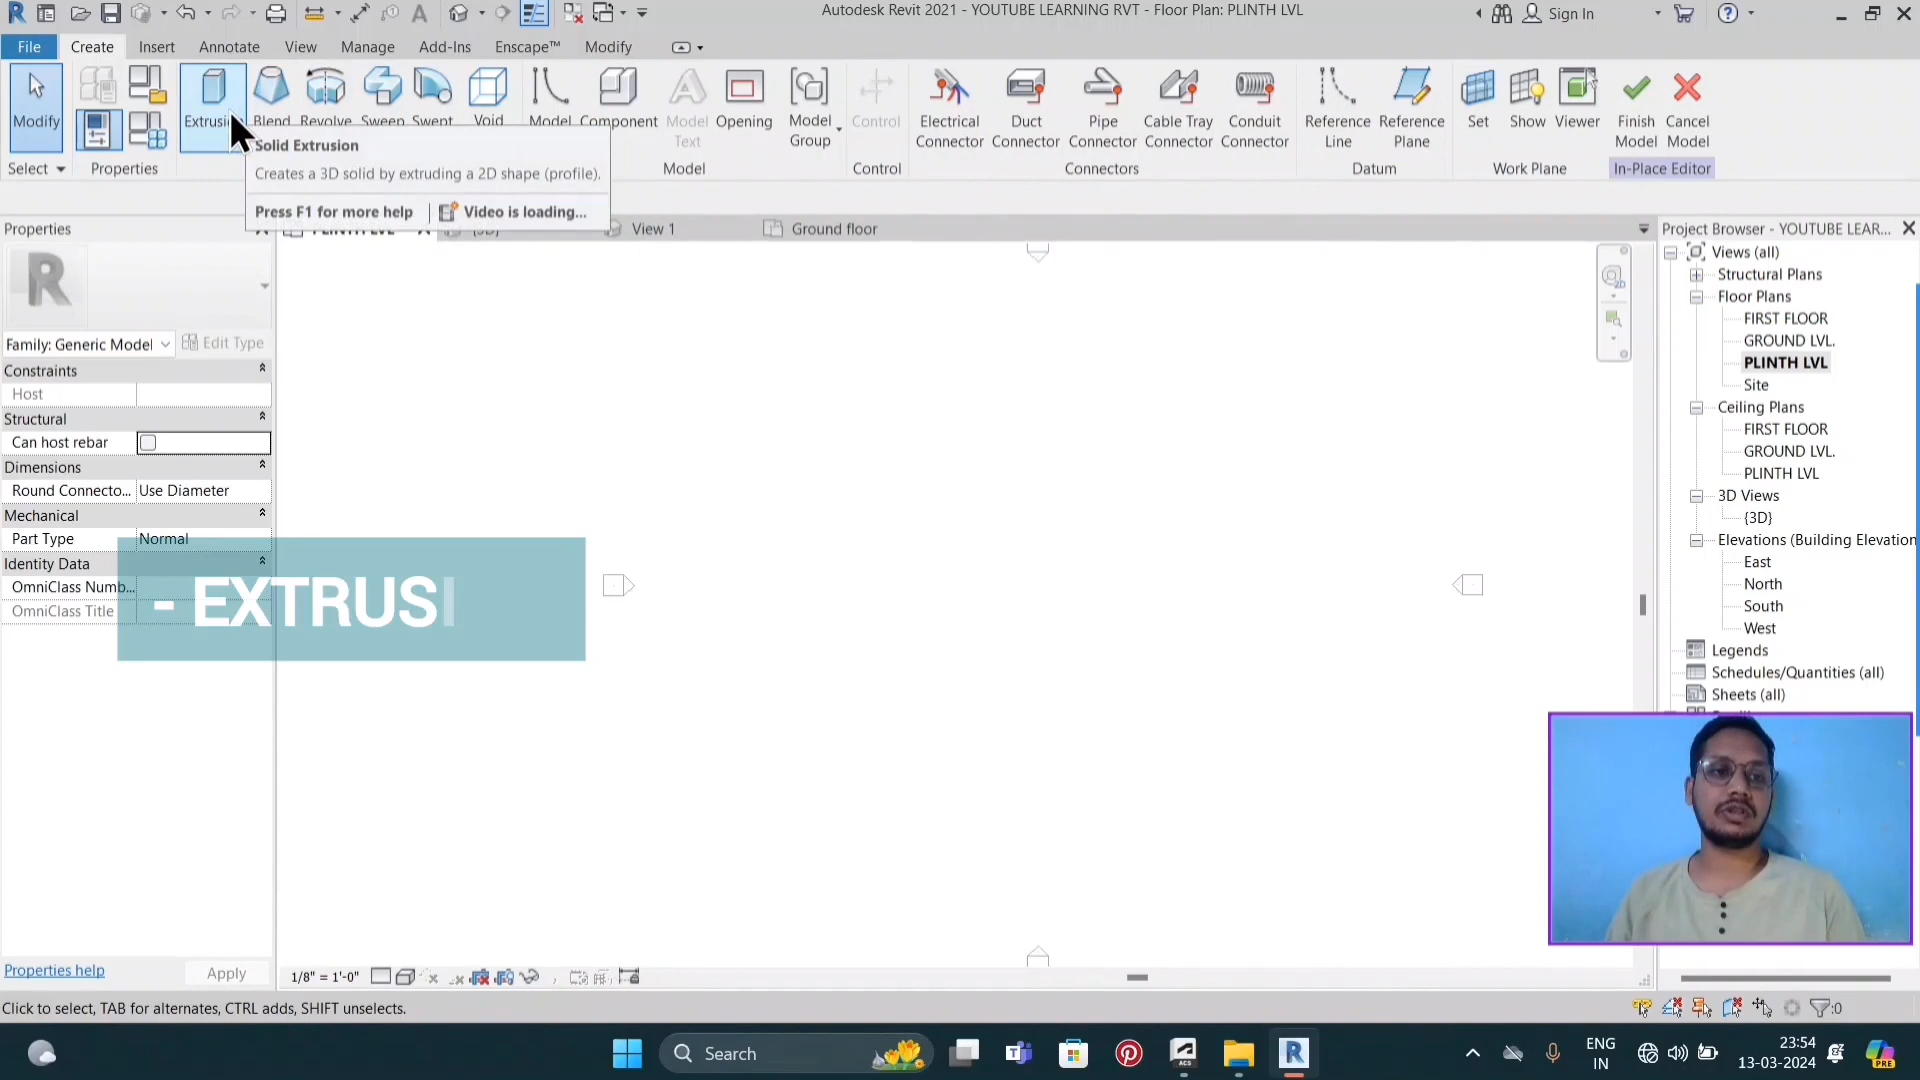 Autodesk Revit 2021 - YOUTUBE LEARNING RVT - Floor Plan: PLINTH LVL
Sign In
File Create Insert Annotate View Manage Add-Ins Enscape™ Modify
Modify
Extrusi Blend Revolve Sweep Swept Void Model Component Model Text Opening Model Group Control
Electrical Connector Duct Connector Pipe Connector Cable Tray Connector Conduit Connector
Reference Line Reference Plane Set Show Viewer Finish Model Cancel Model
Select Properties Model Control Connectors Datum Work Plane In-Place Editor
Solid Extrusion
Creates a 3D solid by extruding a 2D shape (profile).
Press F1 for more help Video is loading...
PLINTH LVL {3D} View 1 Ground floor
Properties
R
Family: Generic Model Edit Type
Constraints
Host
Structural
Can host rebar
Dimensions
Round Connecto... Use Diameter
Mechanical
Part Type Normal
Identity Data
OmniClass Numb...
OmniClass Title
- EXTRUSI
Properties help Apply
1/8" = 1'-0"
Project Browser - YOUTUBE LEAR...
Views (all)
Structural Plans
Floor Plans
FIRST FLOOR
GROUND LVL.
PLINTH LVL
Site
Ceiling Plans
FIRST FLOOR
GROUND LVL.
PLINTH LVL
3D Views
{3D}
Elevations (Building Elevation
East
North
South
West
Legends
Schedules/Quantities (all)
Sheets (all)
Click to select, TAB for alternates, CTRL adds, SHIFT unselects.
:0
Search
ENG
IN
23:54
13-03-2024